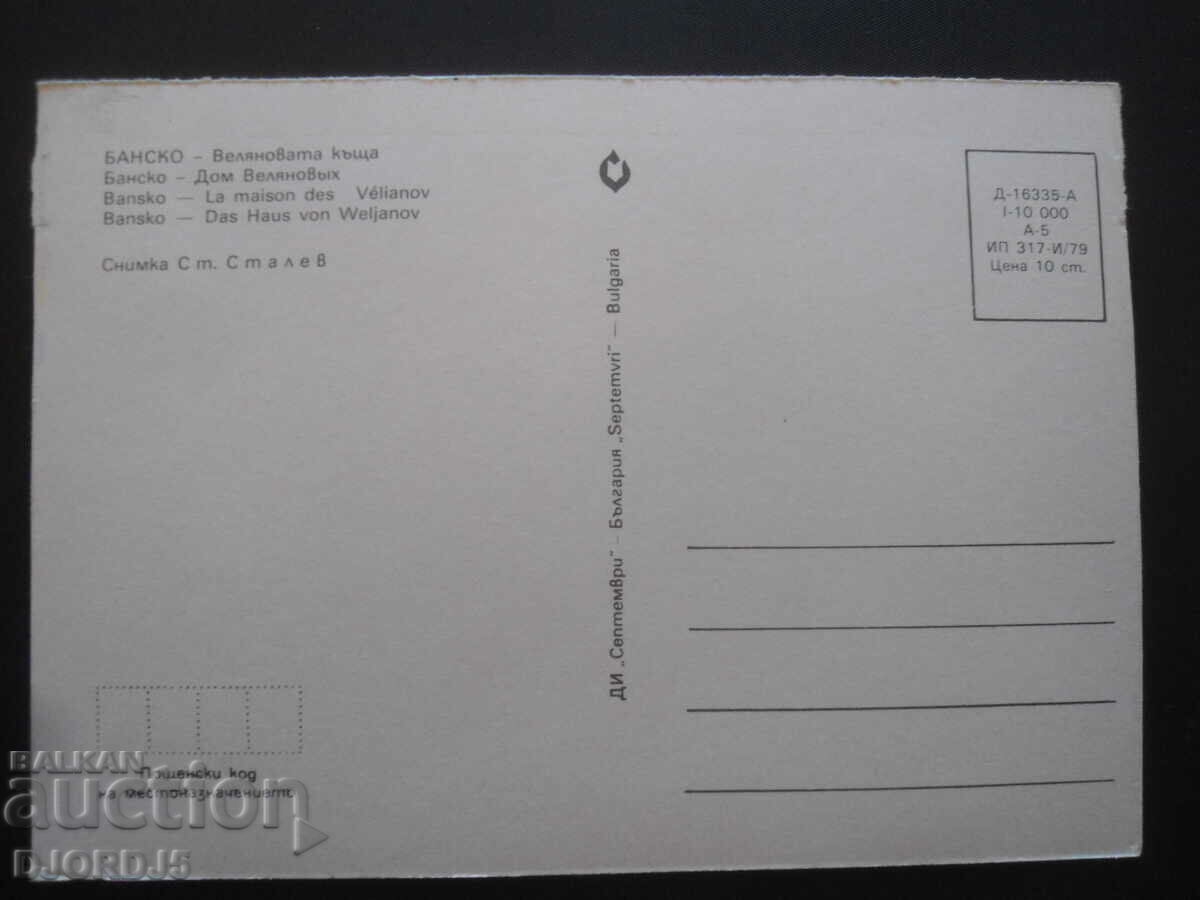 БАНСКО – Веляновата къща
Банско – Дом Веляновых
Bansko — La maison des Vélianov
Bansko — Das Haus von Weljanov
Снимка Ст. Сталев
ДИ „Септември" – България „Septemvri" — Bulgaria
Д-16335-А
I-10 000
А-5
ИП 317-И/79
Цена 10 ст.
Пощенски код
на местоназначението
BALKAN
auction
DJORDJ5